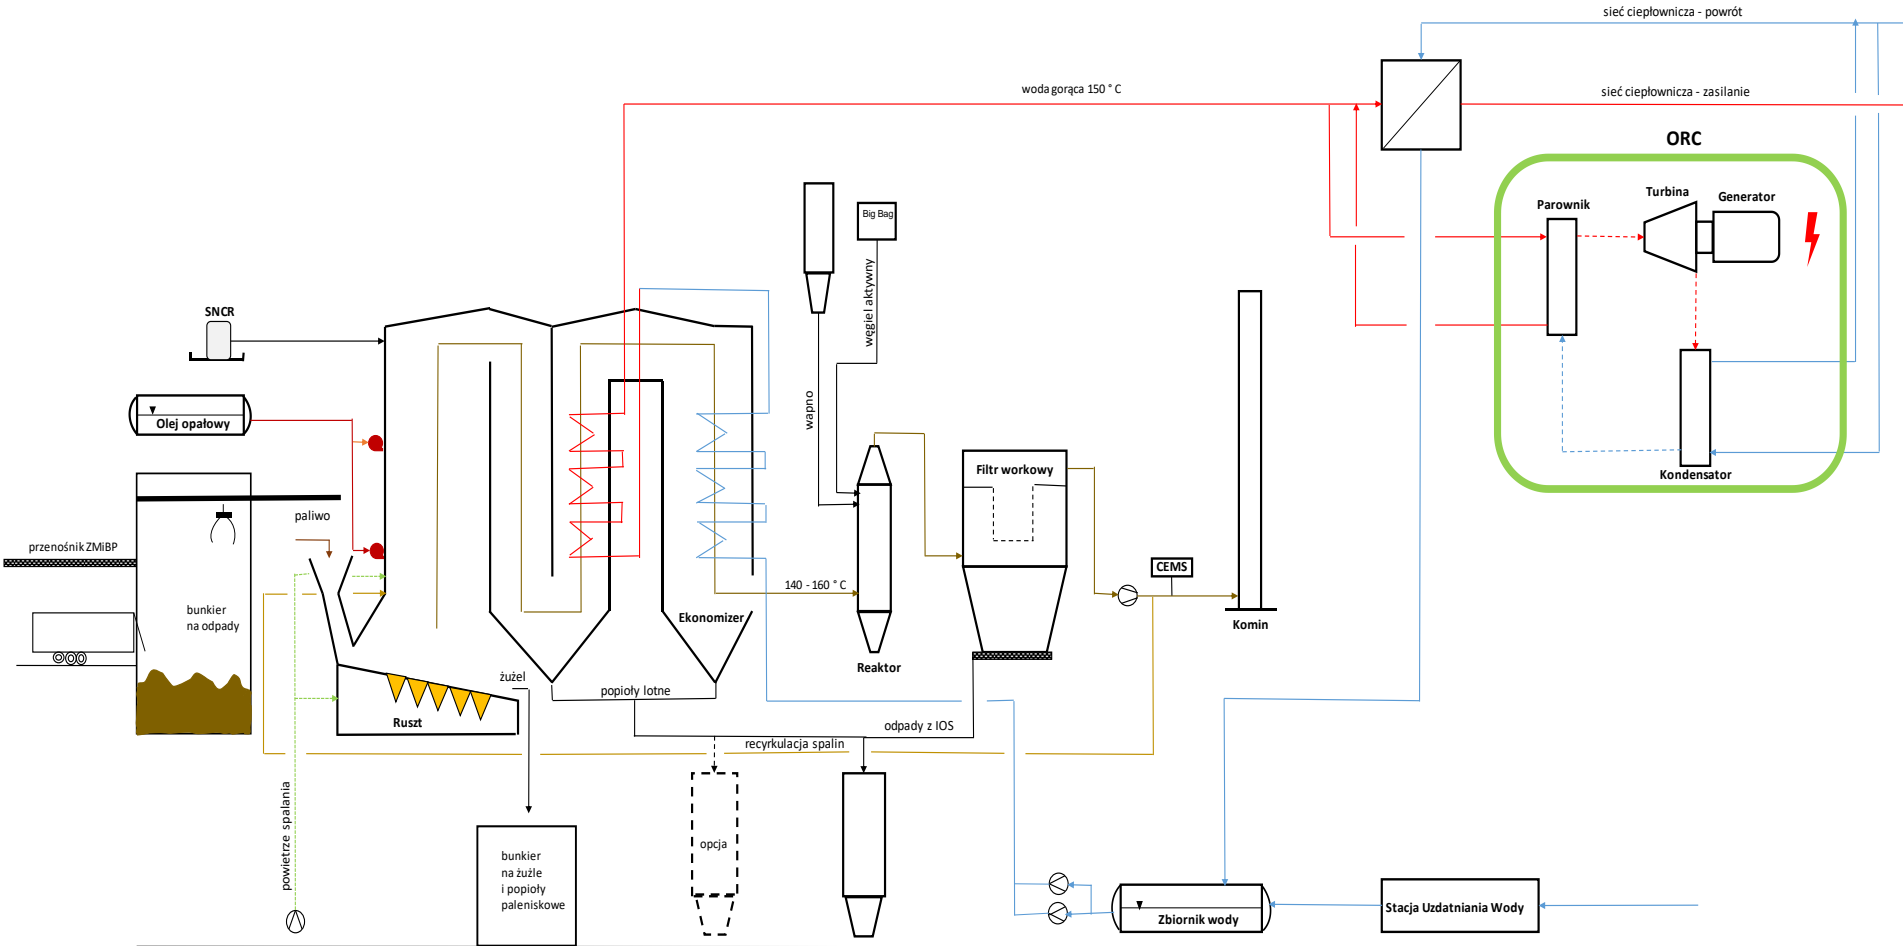 sieć ciepłownicza - powrót
woda gorąca 150 ° C
sieć ciepłownicza - zasilanie
ORC
Turbina
Generator
Parownik
Big Bag
węgiel aktywny
SNCR
wapno
Olej opałowy
Filtr workowy
Kondensator
paliwo
przenośnik ZMiBP
CEMS
140 - 160 ° C
bunkier
na odpady
Ekonomizer
Komin
Reaktor
żużel
popioły lotne
Ruszt
odpady z IOS
recyrkulacja spalin
powietrze spalania
opcja
bunkier
na żużle
i popioły
paleniskowe
Zbiornik wody
Stacja Uzdatniania Wody